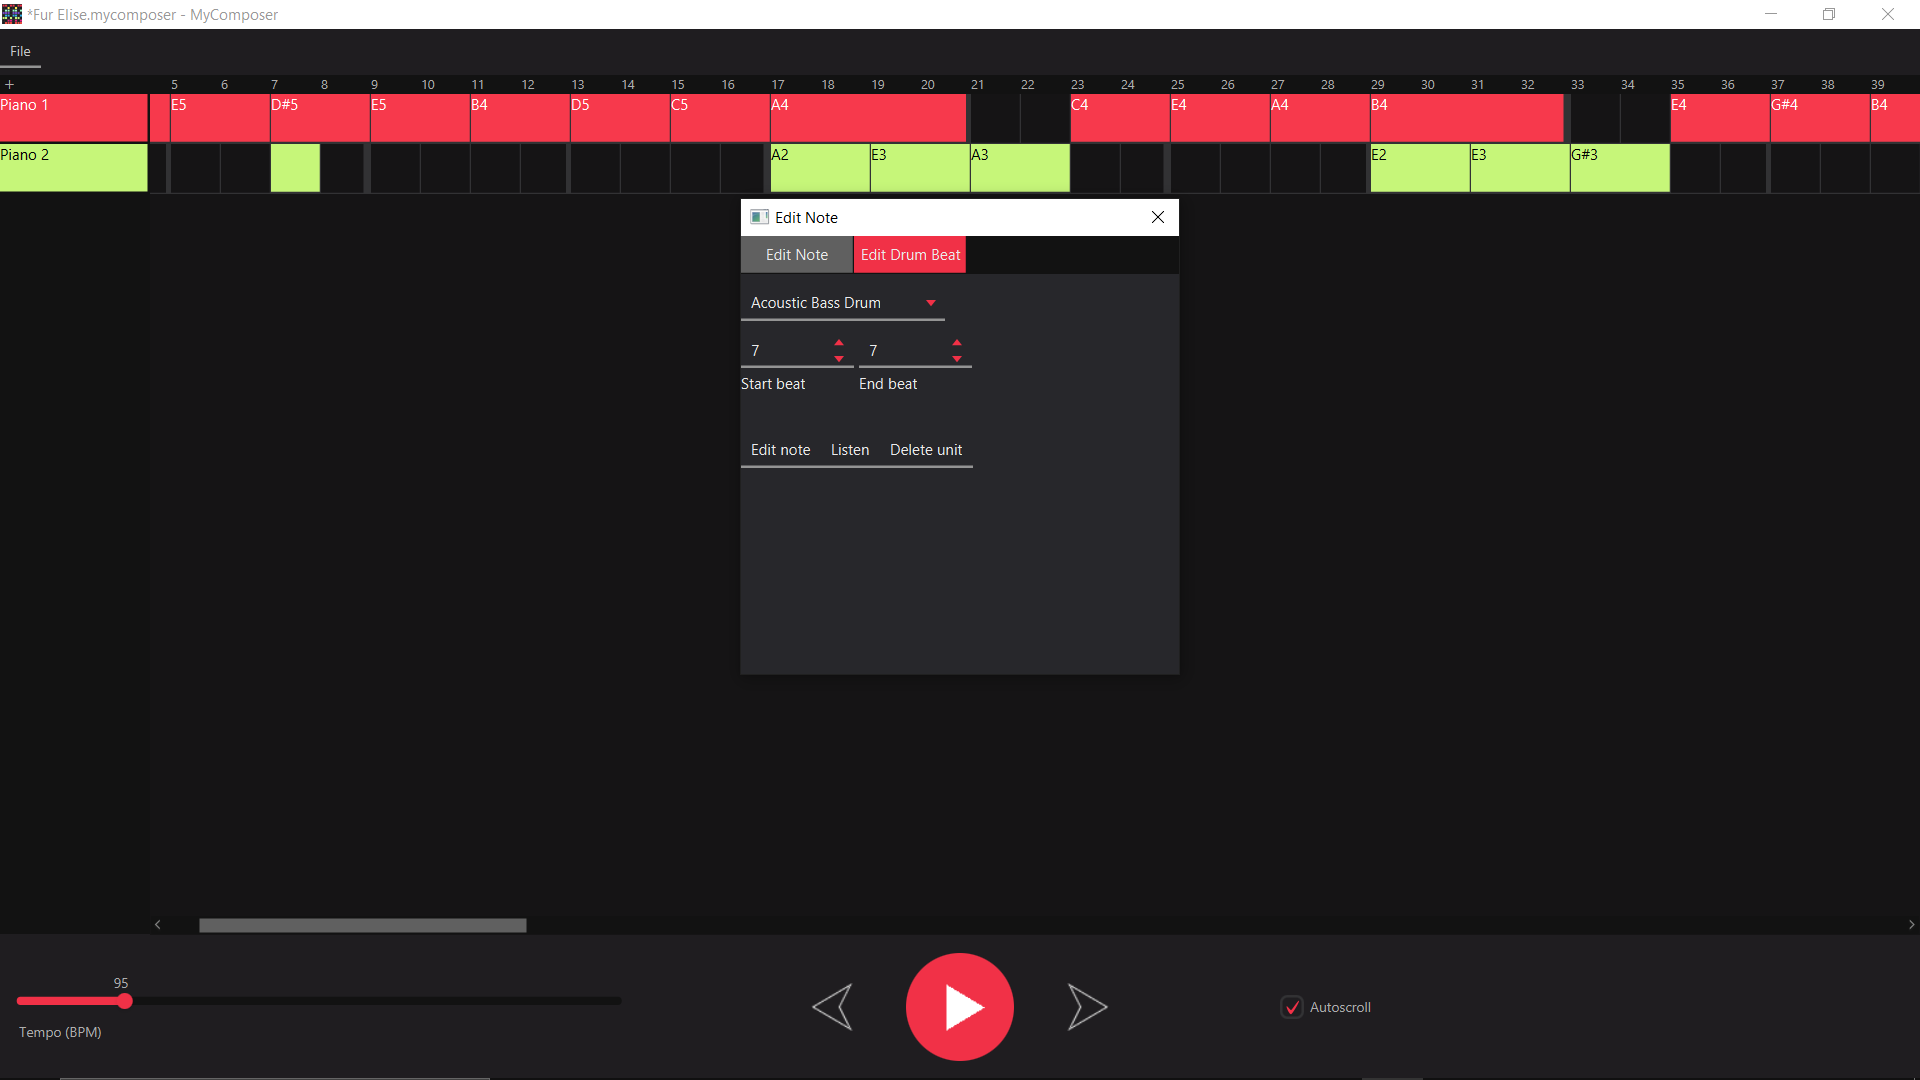 *Fur Elise.mycomposer - MyComposer
File
+ 5 6 7 8 9 10 11 12 13 14 15 16 17 18 19 20 21 22 23 24 25 26 27 28 29 30 31 32 33 34 35 36 37 38 39
Piano 1 E5 D#5 E5 B4 D5 C5 A4 C4 E4 A4 B4 E4 G#4 B4
Piano 2 A2 E3 A3 E2 E3 G#3
Edit Note
Edit Note Edit Drum Beat
Acoustic Bass Drum
7 7
Start beat End beat
Edit note Listen Delete unit
95
Tempo (BPM)
Autoscroll